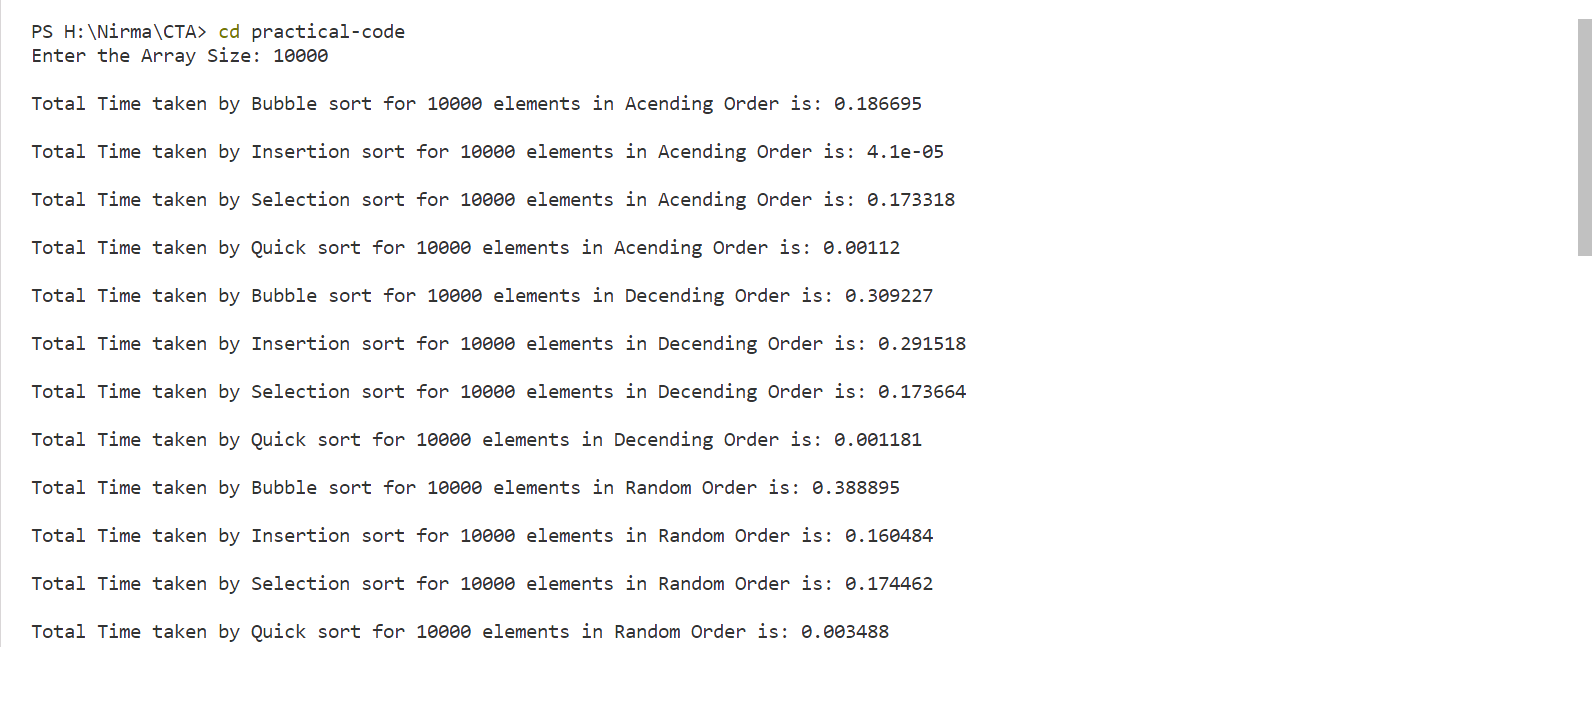 PS H:\Nirma\CTA> cd practical-code
Enter the Array Size: 10000
Total Time taken by Bubble sort for 10000 elements in Acending Order is: 0.186695
Total Time taken by Insertion sort for 10000 elements in Acending Order is: 4.1e-05
Total Time taken by Selection sort for 10000 elements in Acending Order is: 0.173318
Total Time taken by Quick sort for 10000 elements in Acending Order is: 0.00112
Total Time taken by Bubble sort for 10000 elements in Decending Order is: 0.309227
Total Time taken by Insertion sort for 10000 elements in Decending Order is: 0.291518
Total Time taken by Selection sort for 10000 elements in Decending Order is: 0.173664
Total Time taken by Quick sort for 10000 elements in Decending Order is: 0.001181
Total Time taken by Bubble sort for 10000 elements in Random Order is: 0.388895
Total Time taken by Insertion sort for 10000 elements in Random Order is: 0.160484
Total Time taken by Selection sort for 10000 elements in Random Order is: 0.174462
Total Time taken by Quick sort for 10000 elements in Random Order is: 0.003488